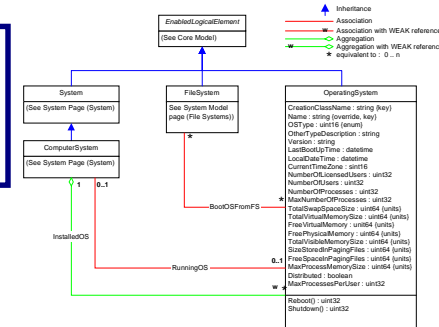 Inheritance
Association
w Association with WEAK reference
Aggregation
w Aggregation with WEAK reference
* equivalent to : 0 .. n
EnabledLogicalElement
(See Core Model)
System
(See System Page (System)
FileSystem
See System Model
page (File Systems))
OperatingSystem
CreationClassName : string {key}
Name : string {override, key}
OSType : uint16 {enum}
OtherTypeDescription : string
Version : string
LastBootUpTime : datetime
LocalDateTime : datetime
CurrentTimeZone : sint16
NumberOfLicensedUsers : uint32
NumberOfUsers : uint32
NumberOfProcesses : uint32
MaxNumberOfProcesses : uint32
TotalSwapSpaceSize : uint64 {units}
TotalVirtualMemorySize : uint64 {units}
FreeVirtualMemory : uint64 {units}
FreePhysicalMemory : uint64 {units}
TotalVisibleMemorySize : uint64 {units}
SizeStoredInPagingFiles : uint64 {units}
FreeSpaceInPagingFiles : uint64 {units}
MaxProcessMemorySize : uint64 {units}
Distributed : boolean
MaxProcessesPerUser : uint32
Reboot() : uint32
Shutdown() : uint32
ComputerSystem
(See System Page (System)
*
1
0..1
BootOSFromFS
*
InstalledOS
RunningOS
0..1
w *